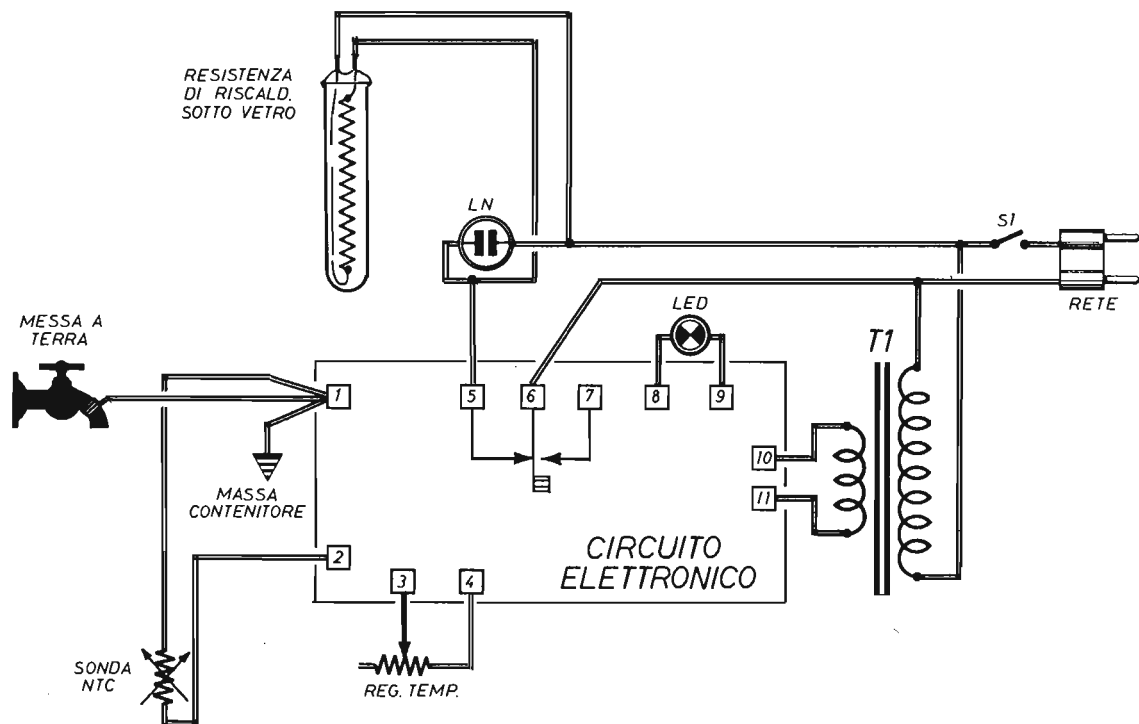 RESISTENZA
DI RISCALD.
SOTTO VETRO
LN
S1
RETE
LED
T1
MESSA A
TERRA
1
5
6
7
8
9
10
11
MASSA
CONTENITORE
2
3
4
CIRCUITO
ELETTRONICO
SONDA
NTC
REG. TEMP.